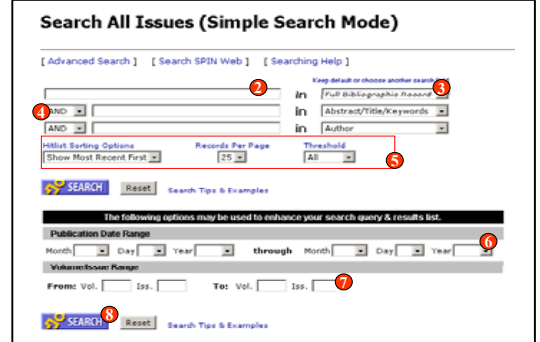 Search All Issues (Simple Search Mode)
[ Advanced Search ] [ Search SPIN Web ] [ Searching Help ]
Keep default or choose another search field
2 in Full Bibliographic Record 3
4 AND in Abstract/Title/Keywords
AND in Author
Hitlist Sorting Options Records Per Page Threshold
Show Most Recent First 25 All 5
SEARCH Reset Search Tips & Examples
The following options may be used to enhance your search query & results list.
Publication Date Range
Month Day Year through Month Day Year 6
Volume/Issue Range
From: Vol. Iss. To: Vol. Iss. 7
SEARCH 8 Reset Search Tips & Examples